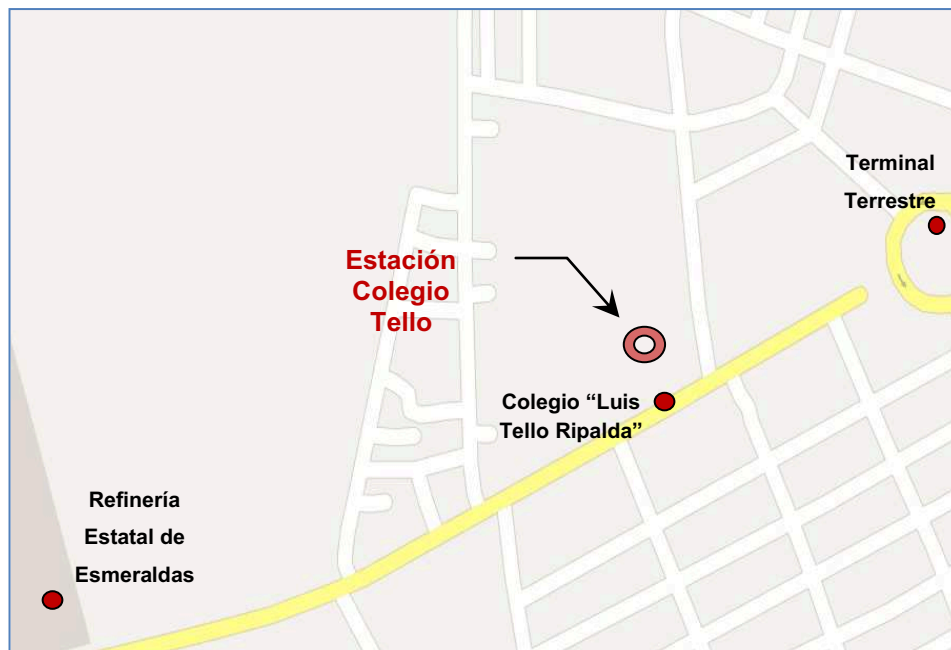 Terminal
Terrestre
Estación
Colegio
Tello
Colegio “Luis
Tello Ripalda”
Refinería
Estatal de
Esmeraldas